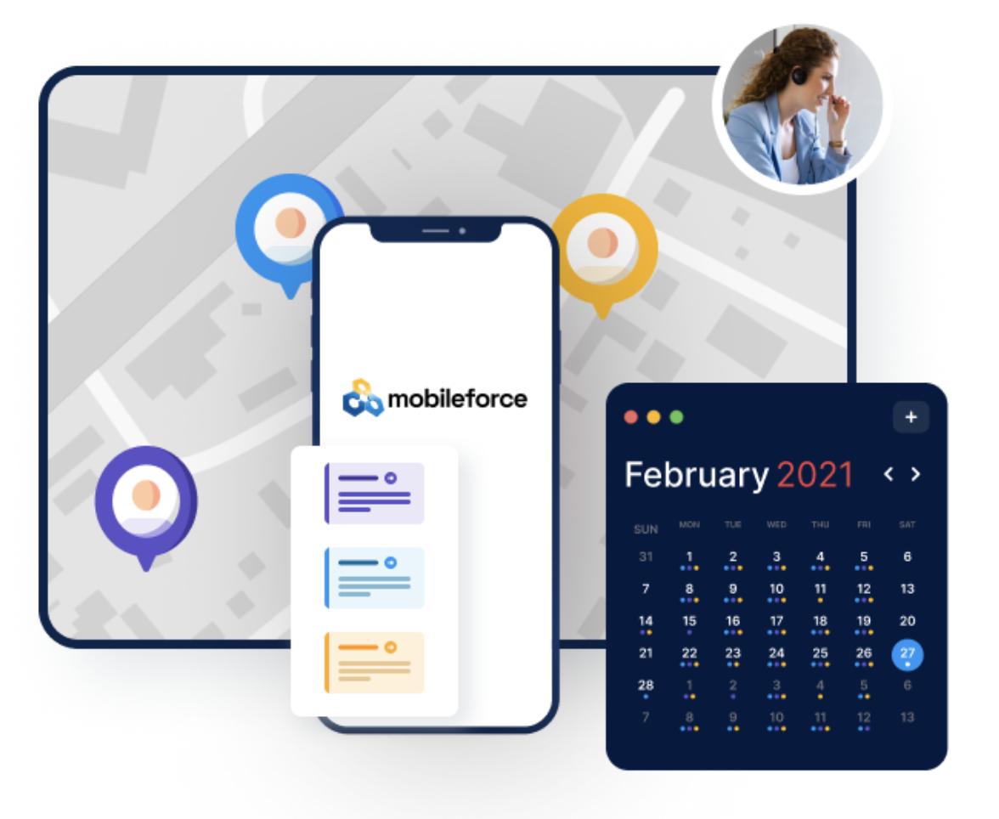 mobileforce
+
February 2021 < >
SUN MON TUE WED THU FRI SAT
31 1 2 3 4 5 6
7 8 9 10 11 12 13
14 15 16 17 18 19 20
21 22 23 24 25 26 27
28 1 2 3 4 5 6
7 8 9 10 11 12 13